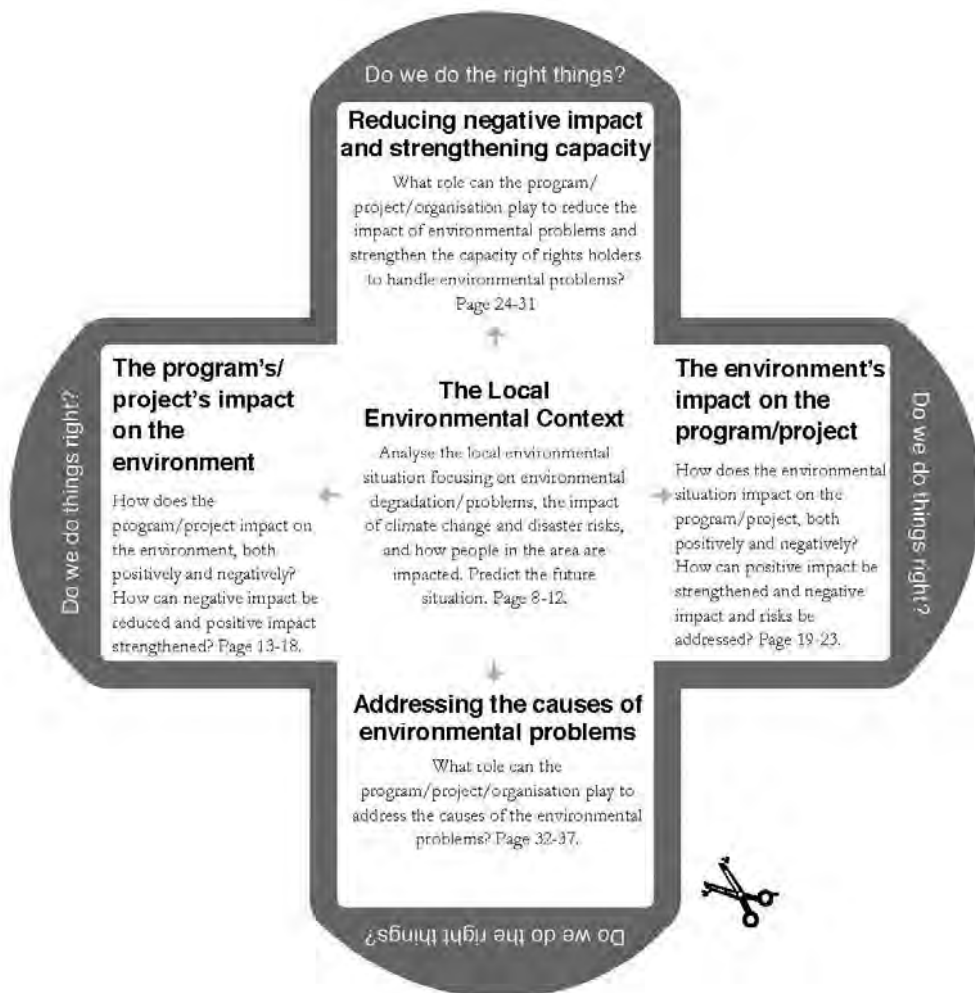 Do we do the right things?
Reducing negative impact
and strengthening capacity
What role can the program/
project/organisation play to reduce the
impact of environmental problems and
strengthen the capacity of rights holders
to handle environmental problems?
Page 24-31
Do we do things right?
The program's/
project's impact
on the
environment
How does the
program/project impact on
the environment, both
positively and negatively?
How can negative impact be
reduced and positive impact
strengthened? Page 13-18.
The Local
Environmental Context
Analyse the local environmental
situation focusing on environmental
degradation/problems, the impact
of climate change and disaster risks,
and how people in the area are
impacted. Predict the future
situation. Page 8-12.
The environment's
impact on the
program/project
How does the environmental
situation impact on the
program/project, both
positively and negatively?
How can positive impact be
strengthened and negative
impact and risks be
addressed? Page 19-23.
Do we do things right?
Addressing the causes of
environmental problems
What role can the
program/project/organisation play to
address the causes of the environmental
problems? Page 32-37.
Do we do the right things?